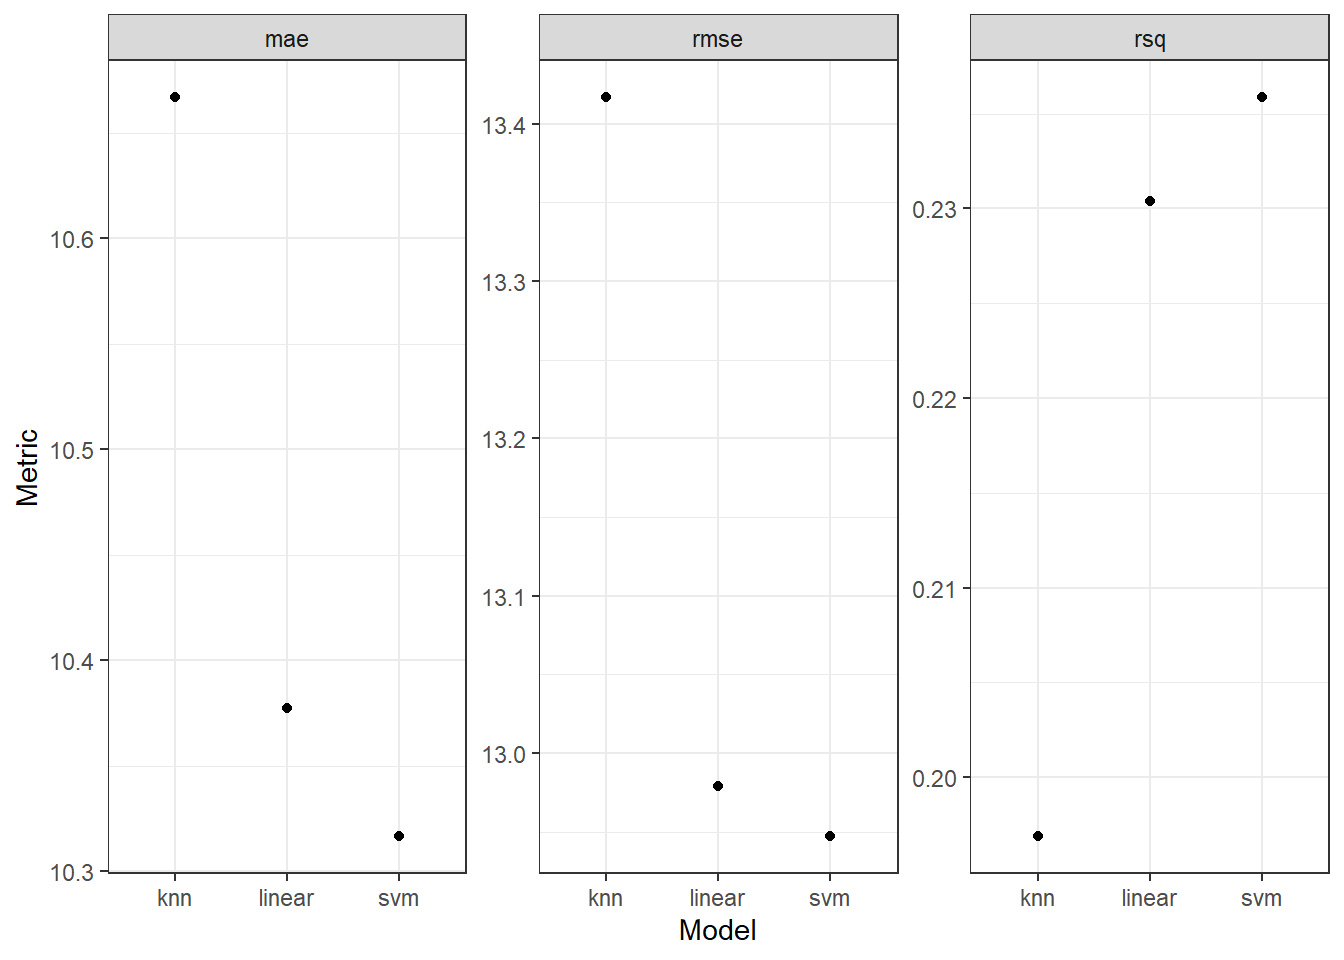 mae
rmse
rsq
Metric
10.6
10.5
10.4
10.3
13.4
13.3
13.2
13.1
13.0
0.23
0.22
0.21
0.20
knn linear svm
knn linear svm
knn linear svm
Model